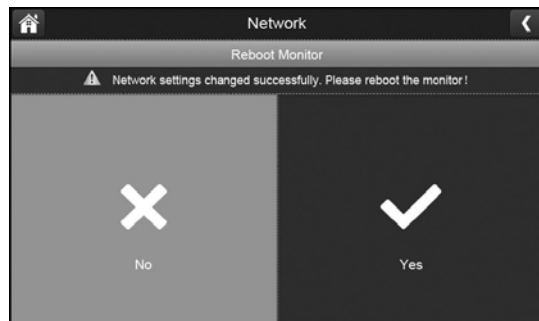 Network
Reboot Monitor
Network settings changed successfully. Please reboot the monitor!
No
Yes